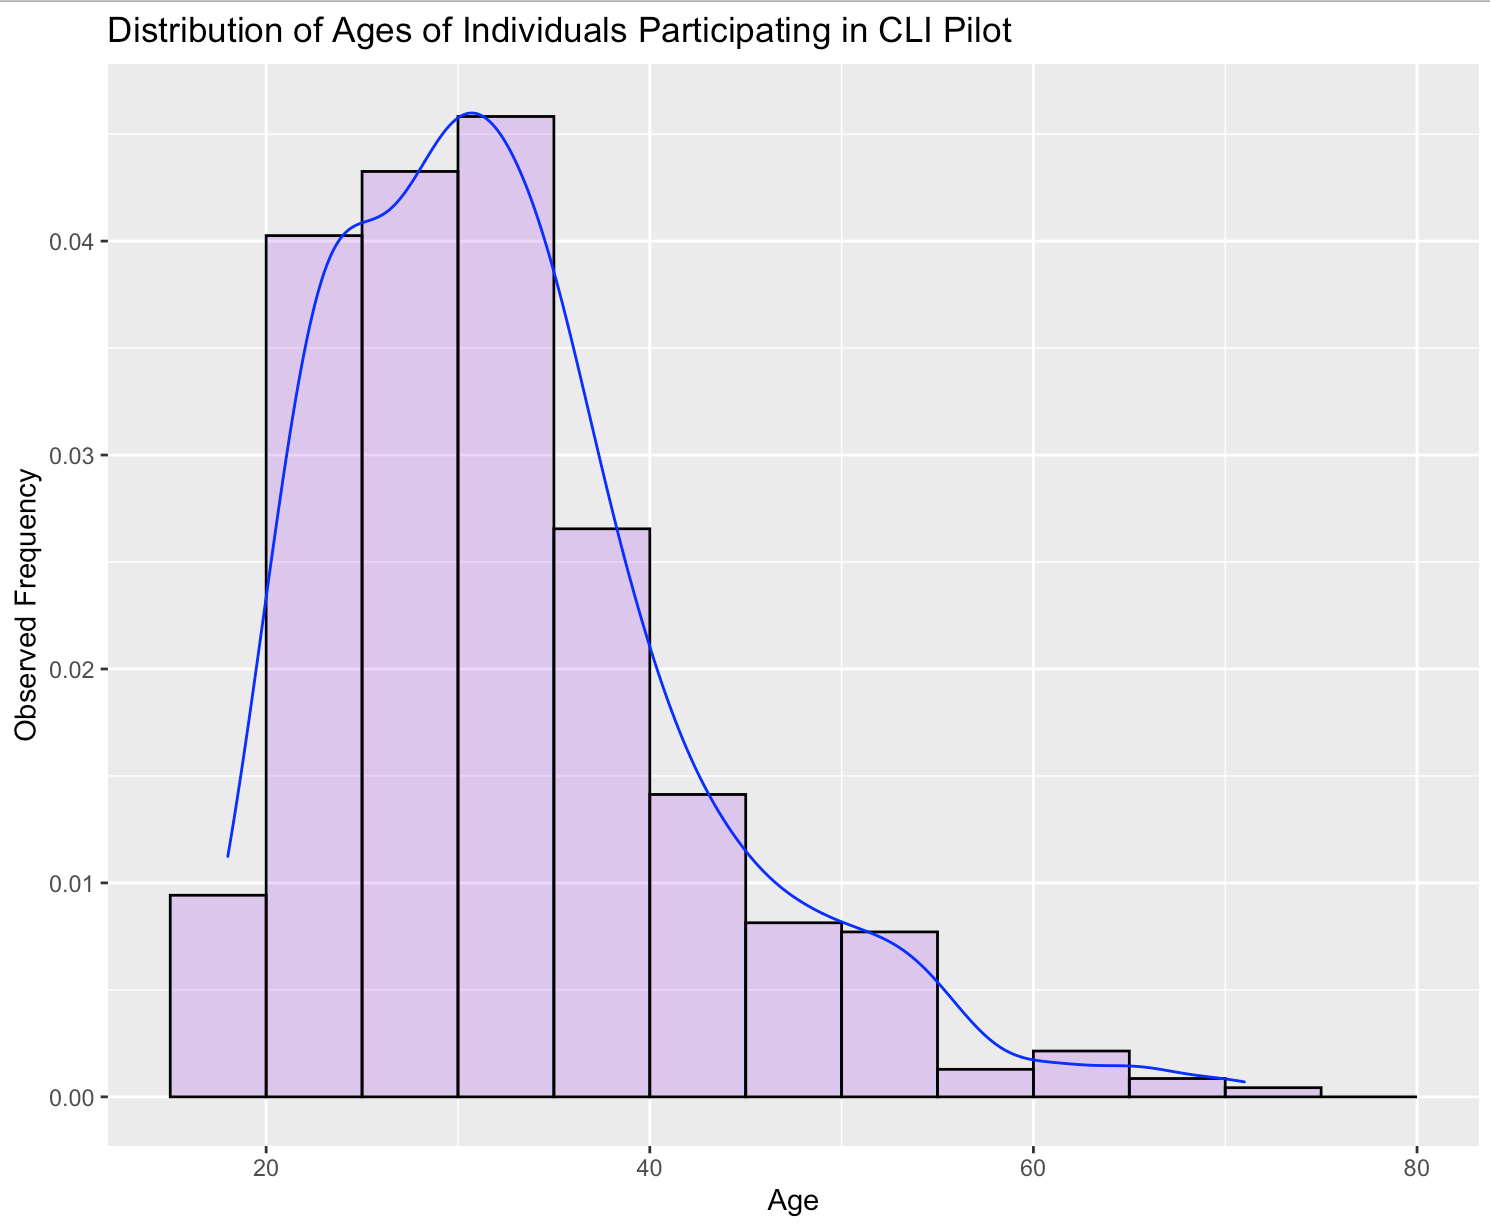 Distribution of Ages of Individuals Participating in CLI Pilot
Observed Frequency
0.04
0.03
0.02
0.01
0.00
20 40 60 80
Age